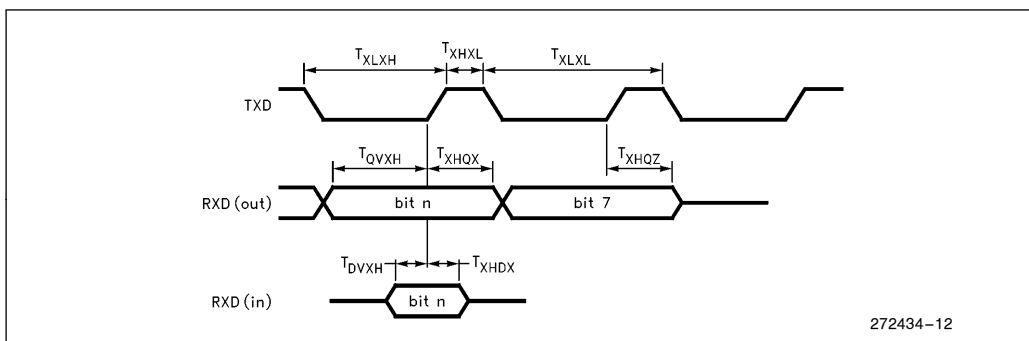 TXLXH TXHXL TXLXL
TXD
TQVXH TXHQX TXHQZ
RXD (out) bit n bit 7
TDVXH TXHDX
RXD (in) bit n
272434–12